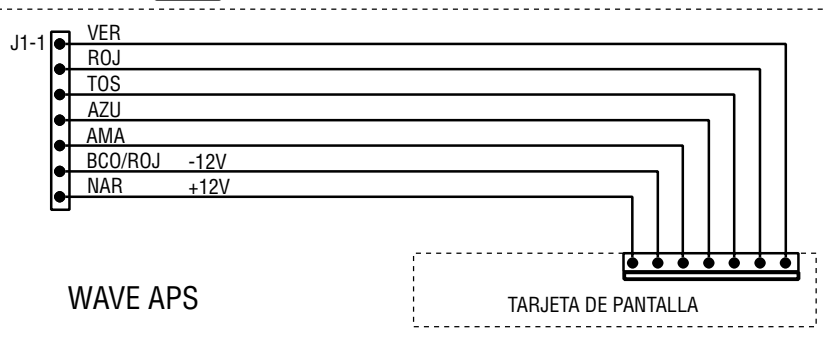 VER
J1-1
ROJ
TOS
AZU
AMA
BCO/ROJ -12V
NAR +12V
WAVE APS
TARJETA DE PANTALLA